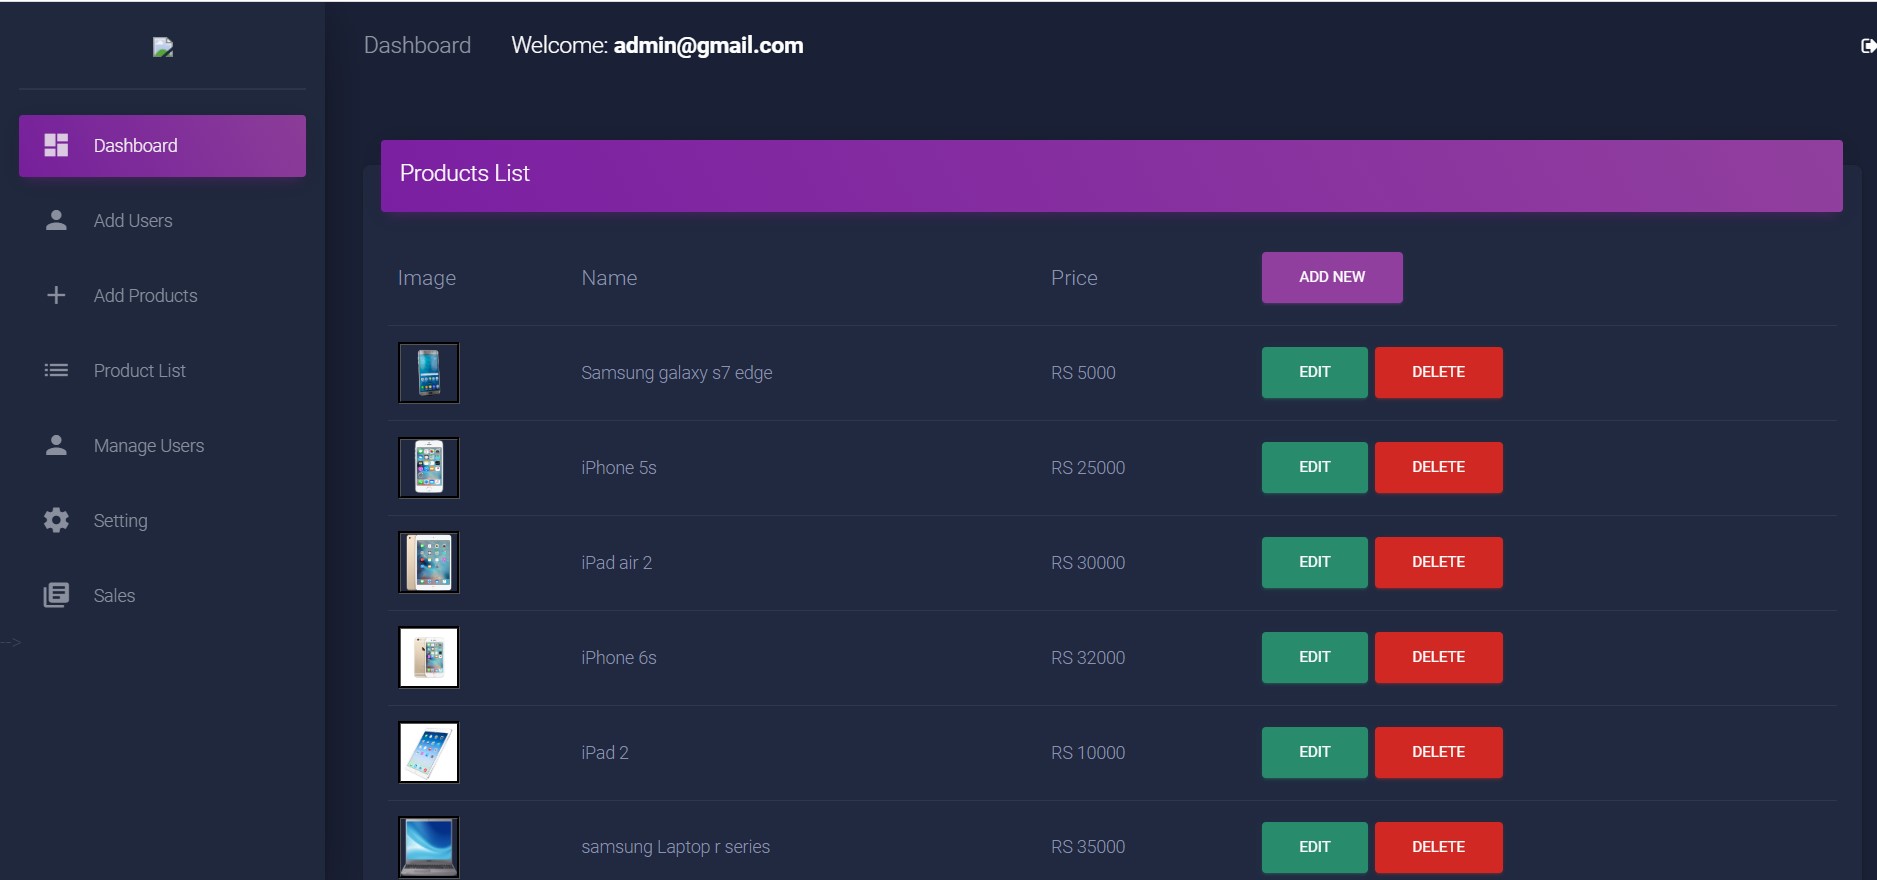 Dashboard Welcome: admin@gmail.com
Dashboard
Add Users
Add Products
Product List
Manage Users
Setting
Sales
-->
Products List
Image Name Price ADD NEW
Samsung galaxy s7 edge RS 5000 EDIT DELETE
iPhone 5s RS 25000 EDIT DELETE
iPad air 2 RS 30000 EDIT DELETE
iPhone 6s RS 32000 EDIT DELETE
iPad 2 RS 10000 EDIT DELETE
samsung Laptop r series RS 35000 EDIT DELETE